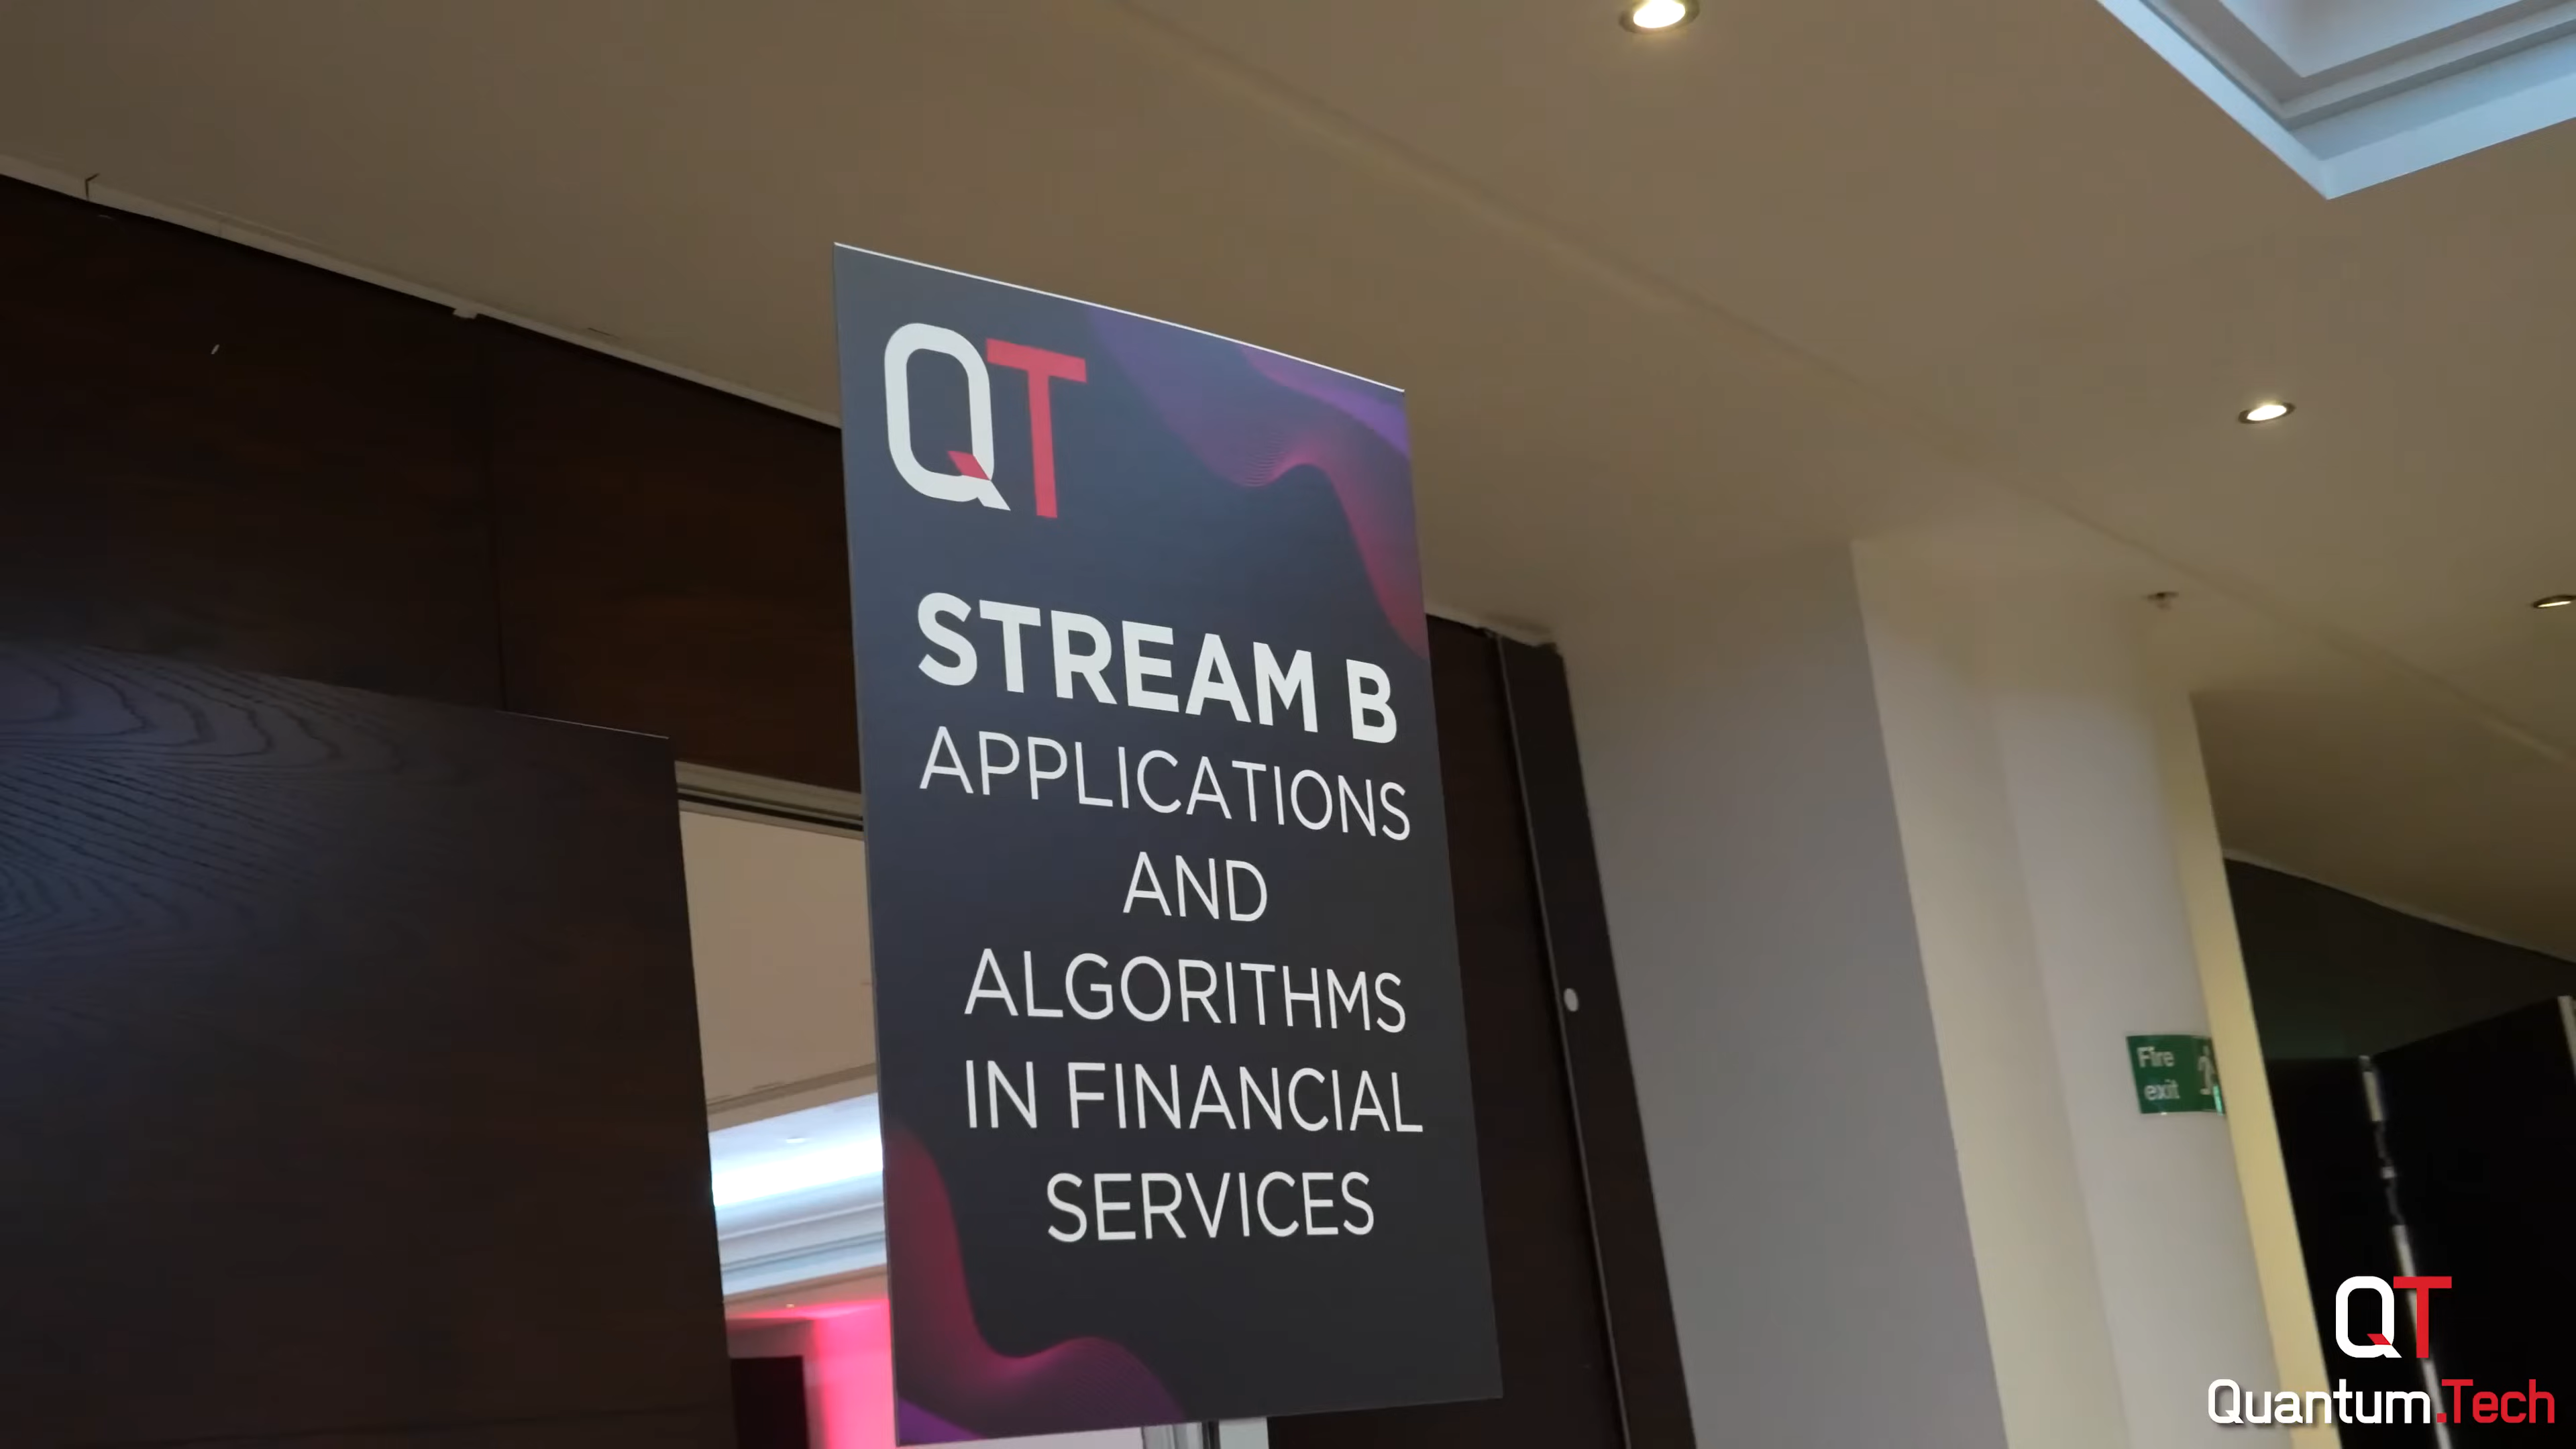 QT
STREAM B
APPLICATIONS
AND
ALGORITHMS
IN FINANCIAL
SERVICES
Fire
exit
QT
Quantum.Tech